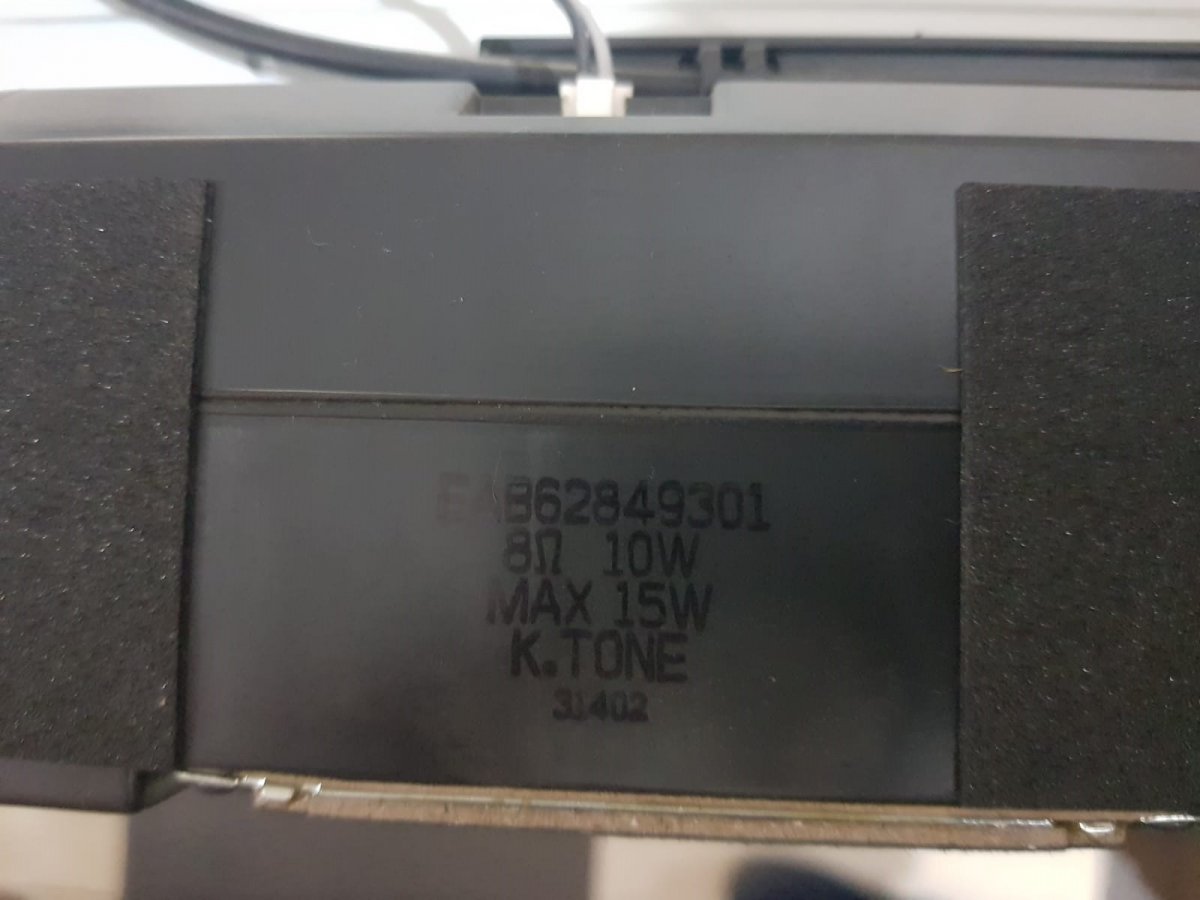 EAB62849301
8Ω 10W
MAX 15W
K.TONE
31402